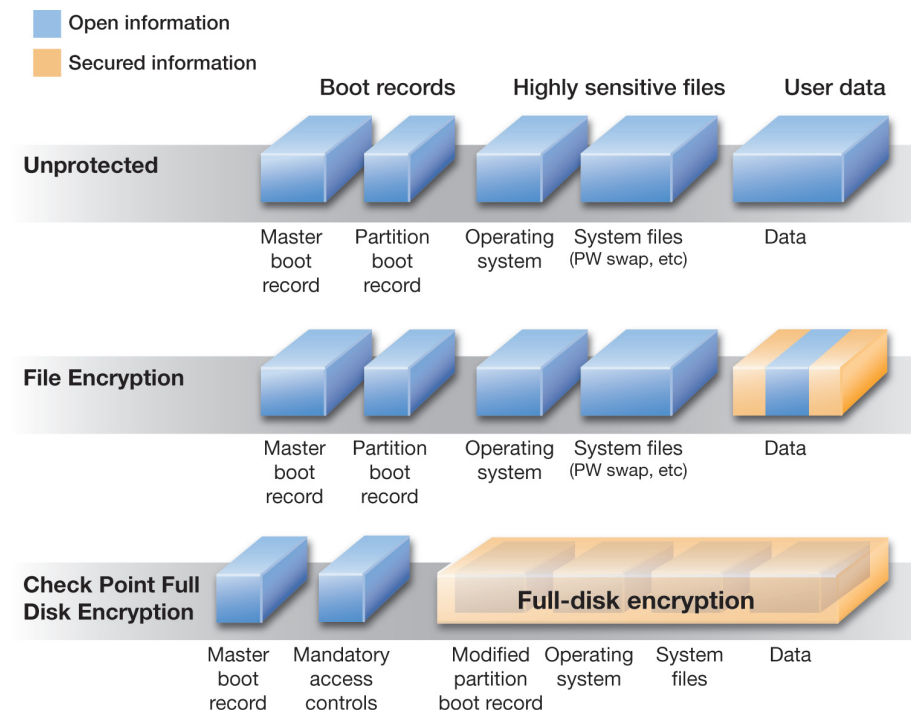 Open information
Secured information
Boot records
Highly sensitive files
User data
Unprotected
Master
boot
record
Partition
boot
record
Operating
system
System files
(PW swap, etc)
Data
File Encryption
Master
boot
record
Partition
boot
record
Operating
system
System files
(PW swap, etc)
Data
Check Point Full
Disk Encryption
Full-disk encryption
Master
boot
record
Mandatory
access
controls
Modified
partition
boot record
Operating
system
System
files
Data